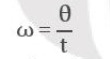 ω = θ/t